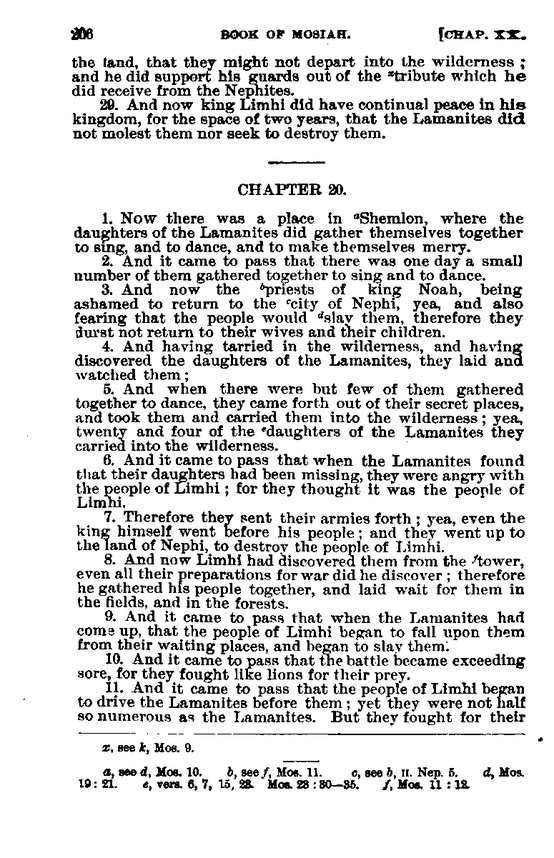 206 BOOK OF MOSIAH. [CHAP. XX.
the land, that they might not depart into the wilderness ;
and he did support his guards out of the ˣtribute which he
did receive from the Nephites.
29. And now king Limhi did have continual peace in his
kingdom, for the space of two years, that the Lamanites did
not molest them nor seek to destroy them.
CHAPTER 20.
1. Now there was a place in ᵃShemlon, where the
daughters of the Lamanites did gather themselves together
to sing, and to dance, and to make themselves merry.
2. And it came to pass that there was one day a small
number of them gathered together to sing and to dance.
3. And now the ᵇpriests of king Noah, being
ashamed to return to the ᶜcity of Nephi, yea, and also
fearing that the people would ᵈslay them, therefore they
durst not return to their wives and their children.
4. And having tarried in the wilderness, and having
discovered the daughters of the Lamanites, they laid and
watched them ;
5. And when there were but few of them gathered
together to dance, they came forth out of their secret places,
and took them and carried them into the wilderness ; yea,
twenty and four of the ᵉdaughters of the Lamanites they
carried into the wilderness.
6. And it came to pass that when the Lamanites found
that their daughters had been missing, they were angry with
the people of Limhi ; for they thought it was the people of
Limhi.
7. Therefore they sent their armies forth ; yea, even the
king himself went before his people ; and they went up to
the land of Nephi, to destroy the people of Limhi.
8. And now Limhi had discovered them from the ᶠtower,
even all their preparations for war did he discover ; therefore
he gathered his people together, and laid wait for them in
the fields, and in the forests.
9. And it came to pass that when the Lamanites had
come up, that the people of Limhi began to fall upon them
from their waiting places, and began to slay them.
10. And it came to pass that the battle became exceeding
sore, for they fought like lions for their prey.
11. And it came to pass that the people of Limhi began
to drive the Lamanites before them ; yet they were not half
so numerous as the Lamanites. But they fought for their
x, see k, Mos. 9.
a, see d, Mos. 10. b, see f, Mos. 11. c, see b, II. Nep. 5. d, Mos.
19 : 21. e, vers. 6, 7, 15, 23. Mos. 23 : 30—35. f, Mos. 11 : 12.